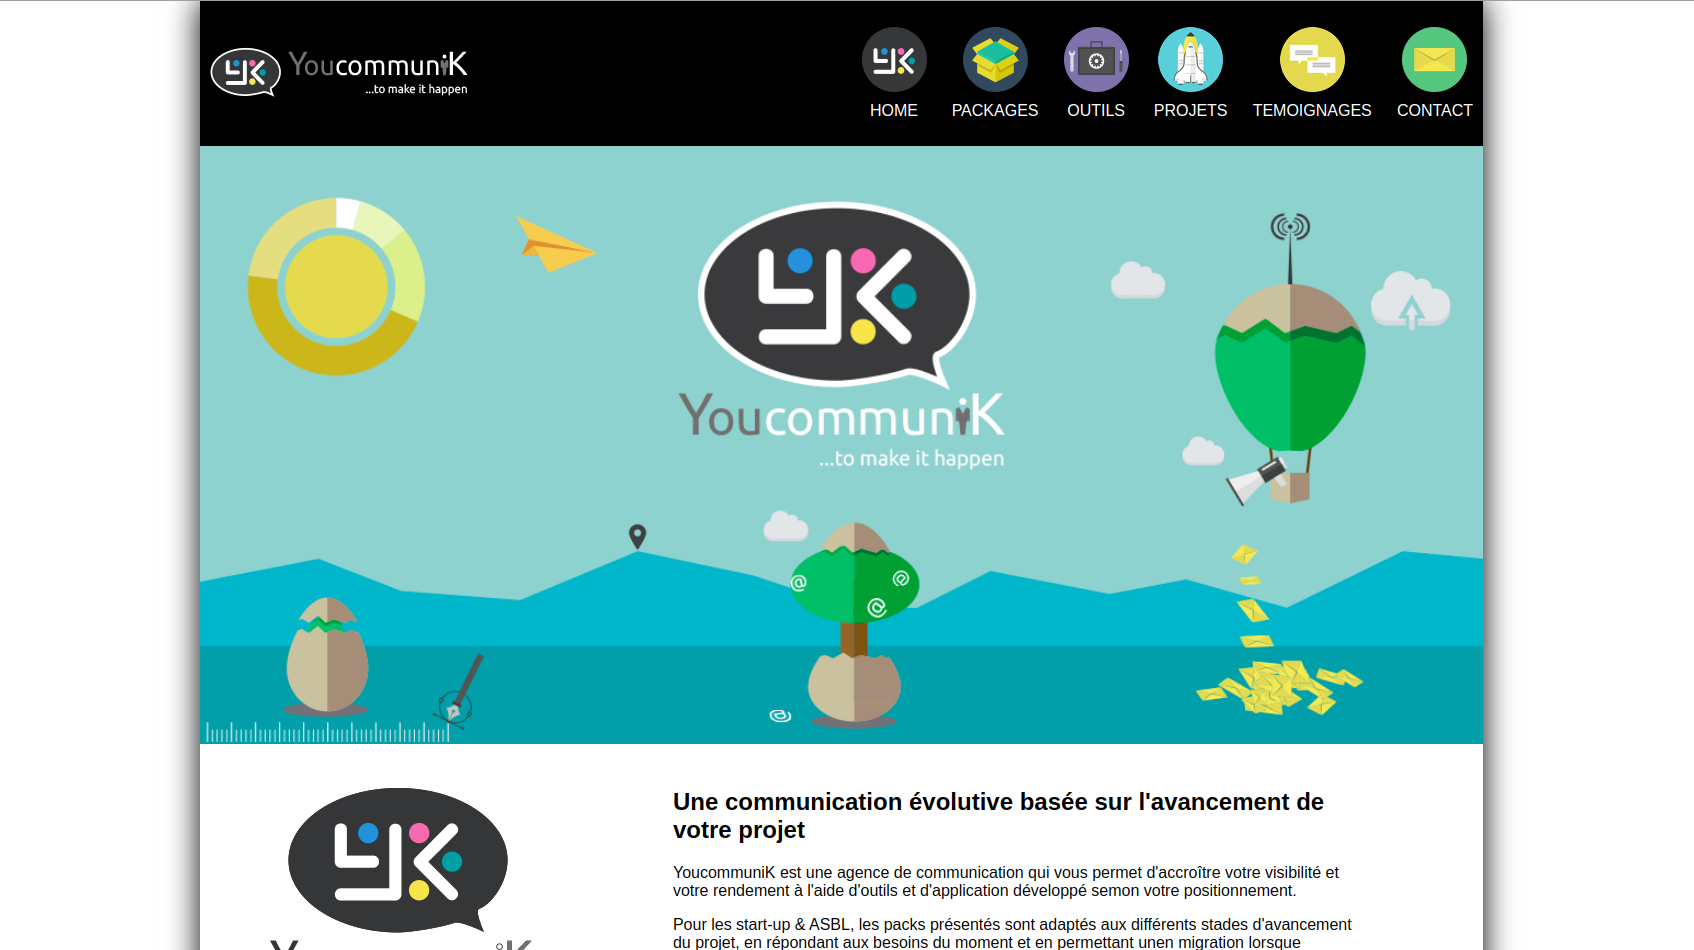 YoucommuniK
...to make it happen
HOME
PACKAGES
OUTILS
PROJETS
TEMOIGNAGES
CONTACT
YoucommuniK
...to make it happen
@
@
@
@
Une communication évolutive basée sur l'avancement de
votre projet
YoucommuniK est une agence de communication qui vous permet d'accroître votre visibilité et
votre rendement à l'aide d'outils et d'application développé semon votre positionnement.
Pour les start-up & ASBL, les packs présentés sont adaptés aux différents stades d'avancement
du projet, en répondant aux besoins du moment et en permettant unen migration lorsque